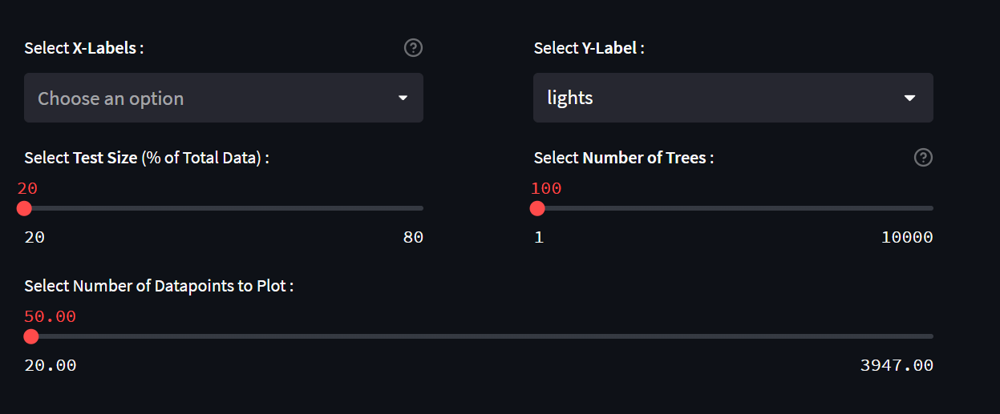 Select X-Labels :
Select Y-Label :
Choose an option
lights
Select Test Size (% of Total Data) :
Select Number of Trees :
20
100
20 80
1 10000
Select Number of Datapoints to Plot :
50.00
20.00 3947.00